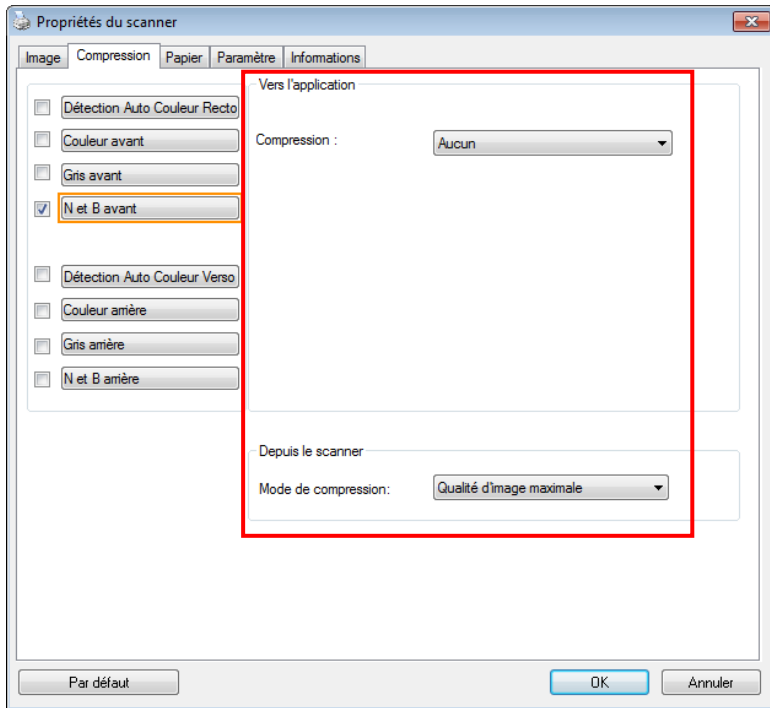 Propriétés du scanner
Image Compression Papier Paramètre Informations
Détection Auto Couleur Recto
Couleur avant
Gris avant
N et B avant
Détection Auto Couleur Verso
Couleur arrière
Gris arrière
N et B arrière
Vers l'application
Compression : Aucun
Depuis le scanner
Mode de compression: Qualité d'image maximale
Par défaut OK Annuler